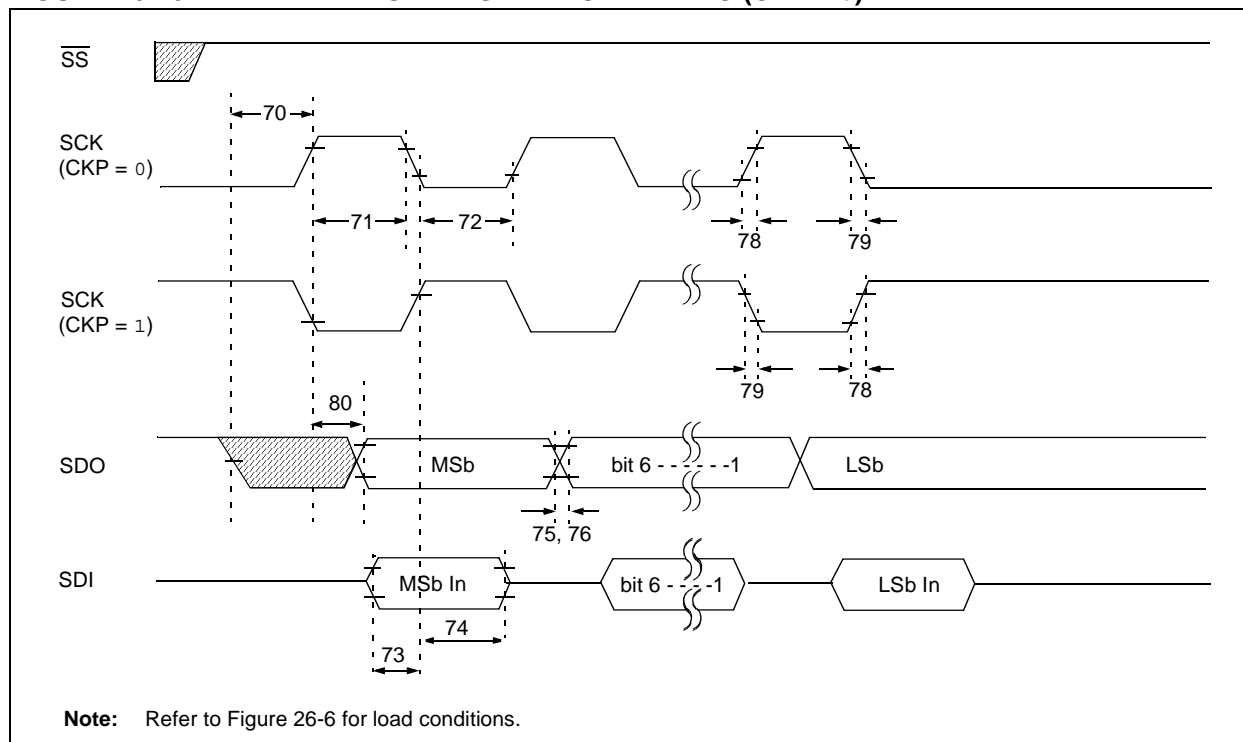 SS
70
SCK
(CKP = 0)
71
72
78
79
SCK
(CKP = 1)
79
78
80
SDO
MSb
bit 6 - - - - - -1
LSb
75, 76
SDI
MSb In
bit 6 - - - -1
LSb In
74
73
Note: Refer to Figure 26-6 for load conditions.